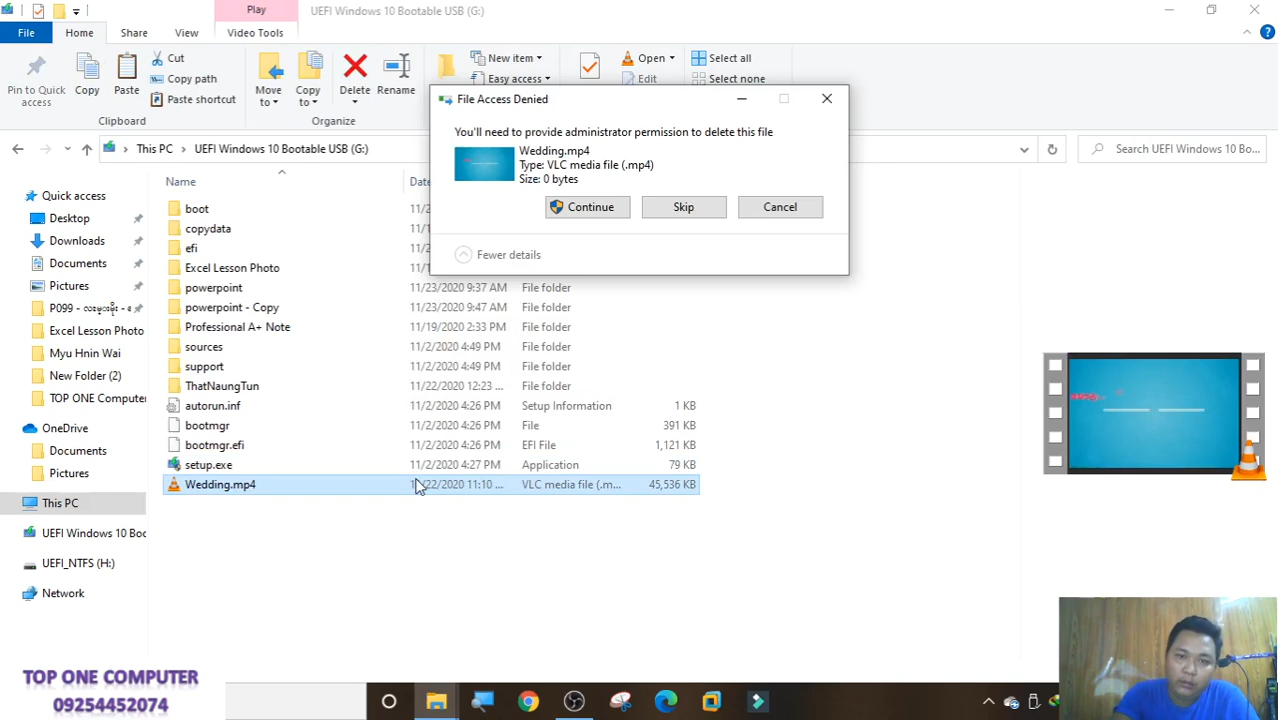 Play
UEFI Windows 10 Bootable USB (G:)
File
Home
Share
View
Video Tools
Pin to Quick access
Copy
Paste
Cut
Copy path
Paste shortcut
Clipboard
Move to
Copy to
Delete
Rename
Organize
New item
Easy access
Open
Edit
Select all
Select none
This PC
UEFI Windows 10 Bootable USB (G:)
Search UEFI Windows 10 Bo...
File Access Denied
You'll need to provide administrator permission to delete this file
Wedding.mp4
Type: VLC media file (.mp4)
Size: 0 bytes
Continue
Skip
Cancel
Fewer details
Quick access
Desktop
Downloads
Documents
Pictures
Excel Lesson Photo
Myu Hnin Wai
New Folder (2)
TOP ONE Computer
OneDrive
Documents
Pictures
This PC
UEFI Windows 10 Boo
UEFI_NTFS (H:)
Network
Name
Date
boot 11/2
copydata 11/1
efi 11/2
Excel Lesson Photo 11/1
powerpoint 11/23/2020 9:37 AM File folder
powerpoint - Copy 11/23/2020 9:47 AM File folder
Professional A+ Note 11/19/2020 2:33 PM File folder
sources 11/2/2020 4:49 PM File folder
support 11/2/2020 4:49 PM File folder
ThatNaungTun 11/22/2020 12:23 ... File folder
autorun.inf 11/2/2020 4:26 PM Setup Information 1 KB
bootmgr 11/2/2020 4:26 PM File 391 KB
bootmgr.efi 11/2/2020 4:26 PM EFI File 1,121 KB
setup.exe 11/2/2020 4:27 PM Application 79 KB
Wedding.mp4 /22/2020 11:10 ... VLC media file (.m... 45,536 KB
TOP ONE COMPUTER
09254452074